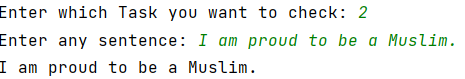 Enter which Task you want to check: 2
Enter any sentence: I am proud to be a Muslim.
I am proud to be a Muslim.